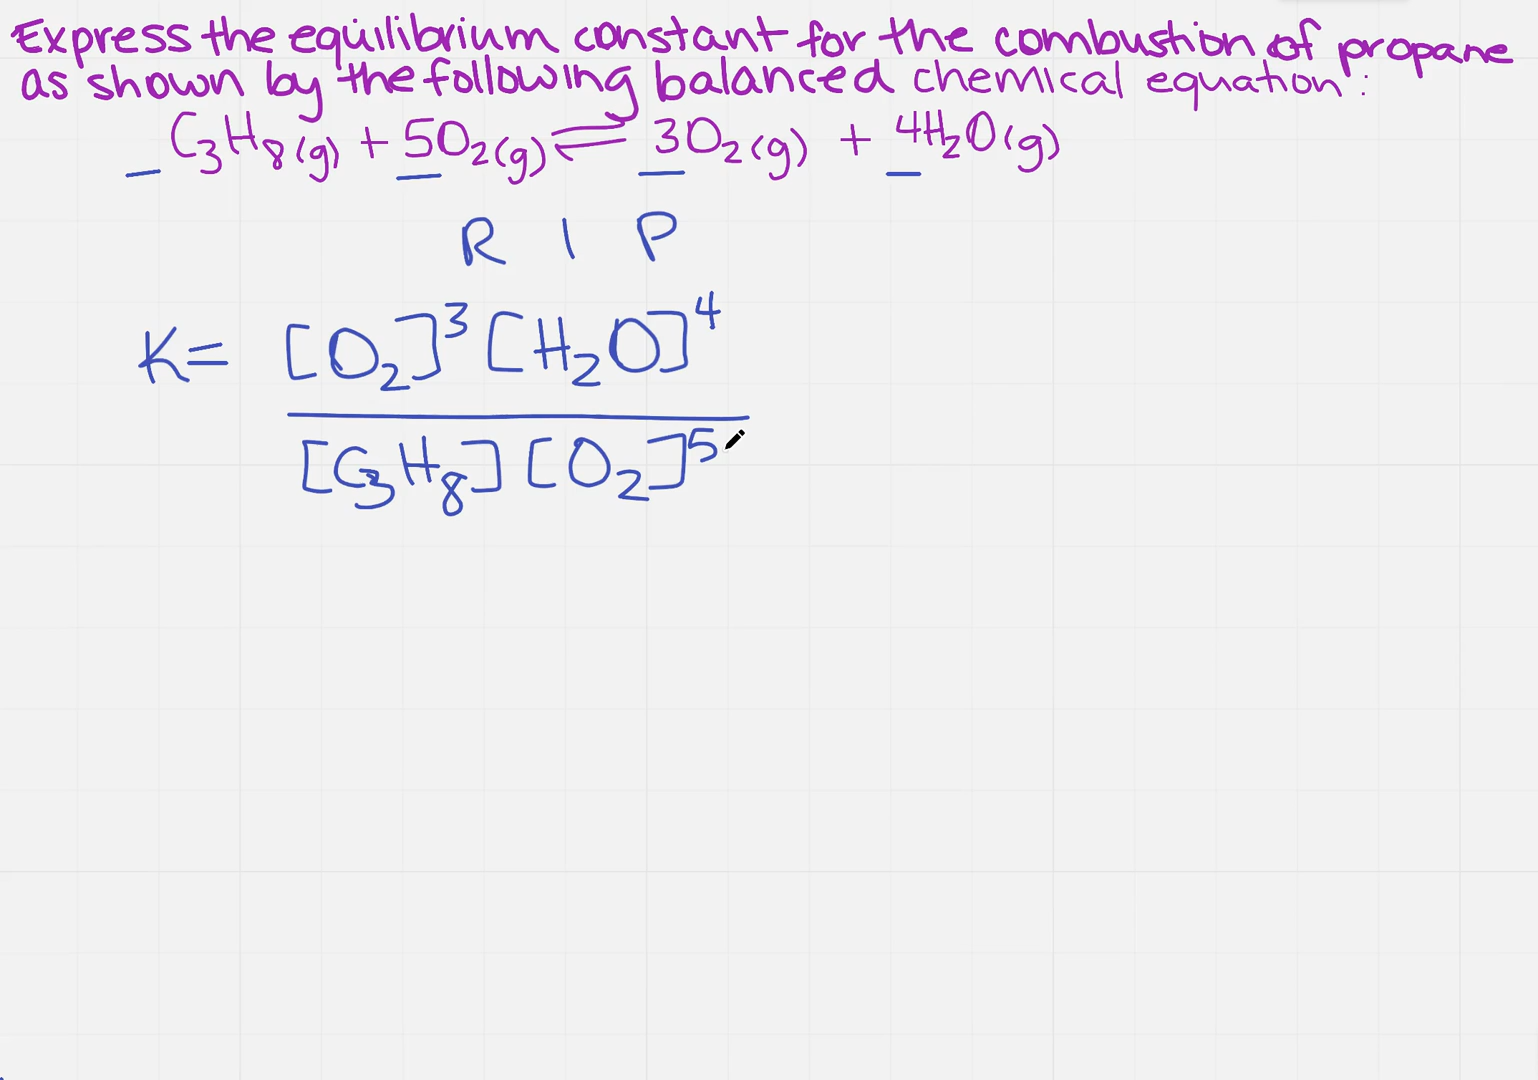 Express the equilibrium constant for the combustion of propane
as shown by the following balanced chemical equation:
_ C₃H₈(g) + 5O₂(g) ⇌ 3O₂(g) + 4H₂O(g)
R | P
K= [O₂]³[H₂O]⁴
[C₃H₈][O₂]⁵